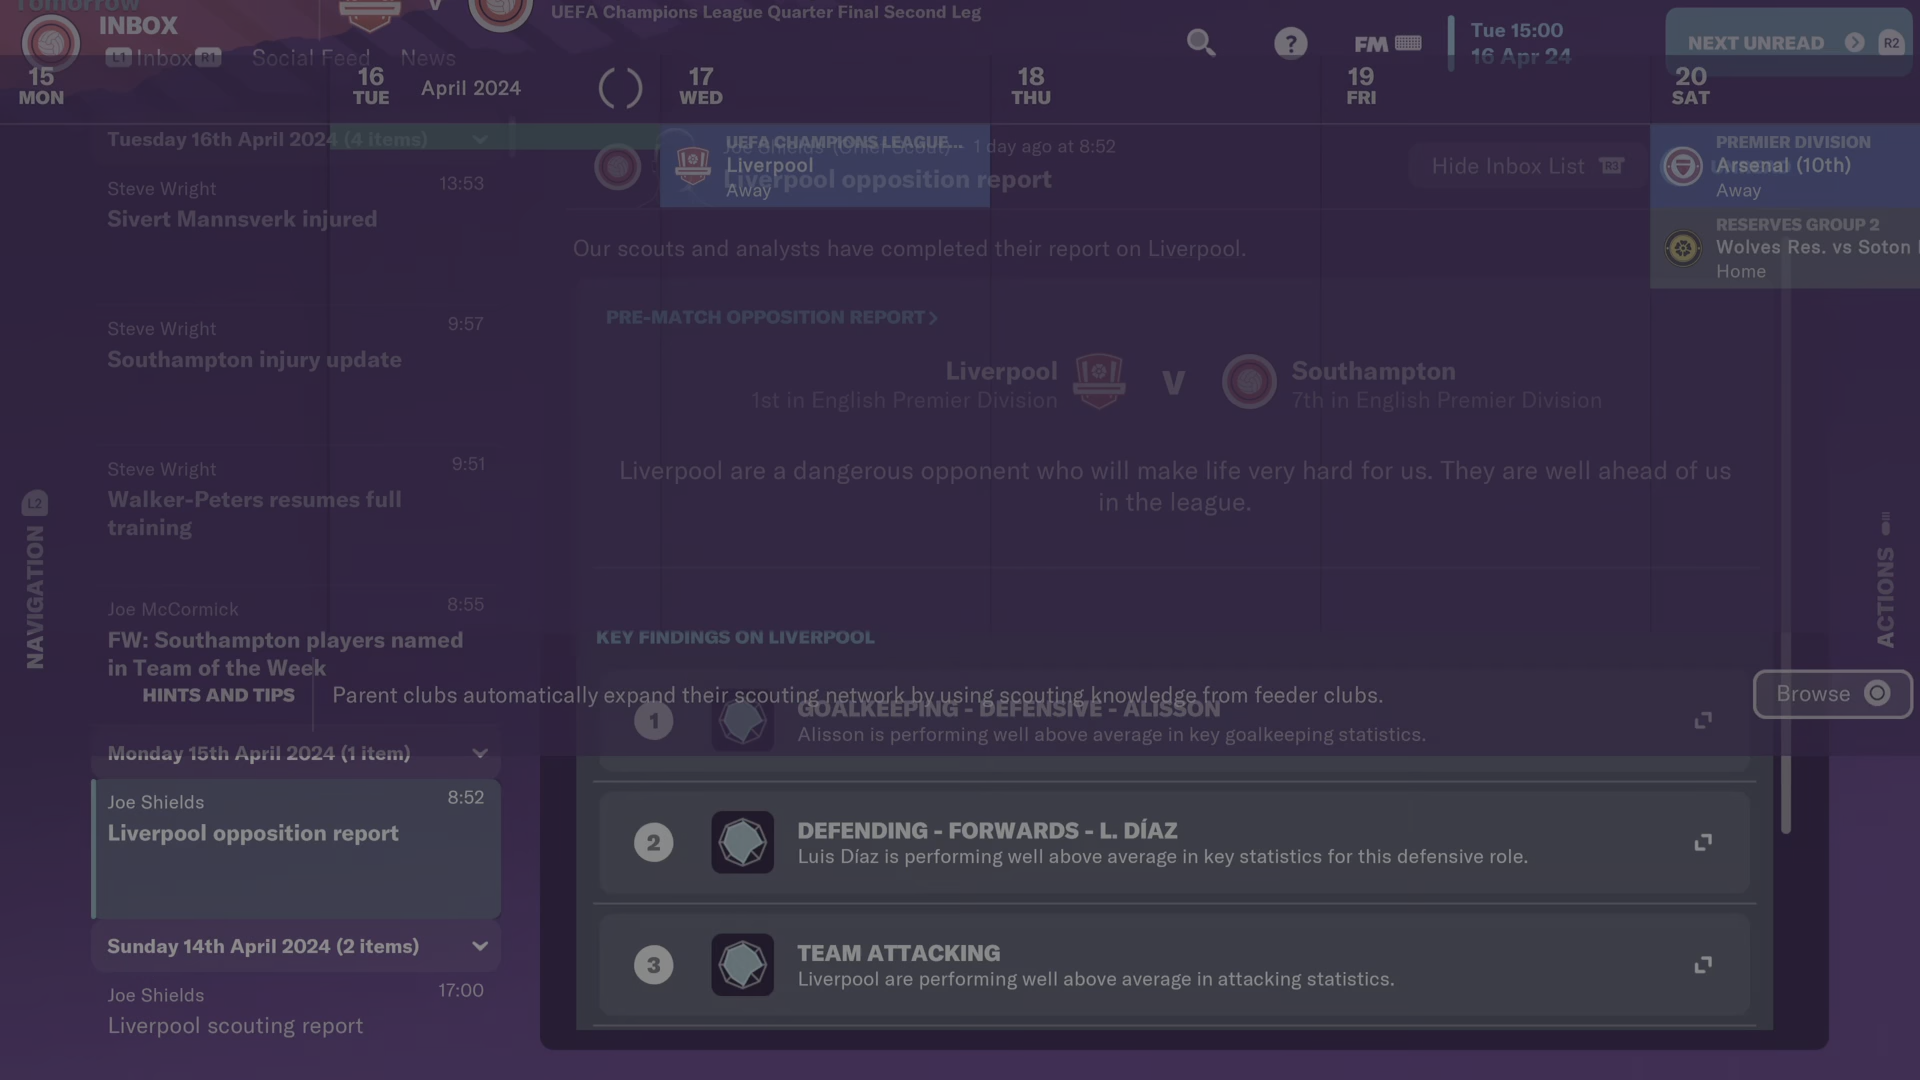 Tomorrow
V
UEFA Champions League Quarter Final Second Leg
INBOX
L1 Inbox R1
Social Feed
News
?
FM
Tue 15:00
16 Apr 24
NEXT UNREAD
R2
15
MON
16
TUE
April 2024
17
WED
18
THU
19
FRI
20
SAT
Tuesday 16th April 2024 (4 items)
Steve Wright
13:53
Sivert Mannsverk injured
Steve Wright
9:57
Southampton injury update
Steve Wright
9:51
Walker-Peters resumes full
training
Joe McCormick
8:55
FW: Southampton players named
in Team of the Week
UEFA CHAMPIONS LEAGUE...
Liverpool
Away
Joe Shields (Chief Scout) - 1 day ago at 8:52
Liverpool opposition report
Hide Inbox List R3
PREMIER DIVISION
Arsenal (10th)
Away
RESERVES GROUP 2
Wolves Res. vs Soton
Home
Our scouts and analysts have completed their report on Liverpool.
PRE-MATCH OPPOSITION REPORT
Liverpool
1st in English Premier Division
V
Southampton
7th in English Premier Division
Liverpool are a dangerous opponent who will make life very hard for us. They are well ahead of us
in the league.
L2
NAVIGATION
ACTIONS
KEY FINDINGS ON LIVERPOOL
HINTS AND TIPS
Parent clubs automatically expand their scouting network by using scouting knowledge from feeder clubs.
Browse
1
GOALKEEPING - DEFENSIVE - ALISSON
Alisson is performing well above average in key goalkeeping statistics.
Monday 15th April 2024 (1 item)
Joe Shields
8:52
Liverpool opposition report
2
DEFENDING - FORWARDS - L. DÍAZ
Luis Díaz is performing well above average in key statistics for this defensive role.
Sunday 14th April 2024 (2 items)
Joe Shields
17:00
Liverpool scouting report
3
TEAM ATTACKING
Liverpool are performing well above average in attacking statistics.